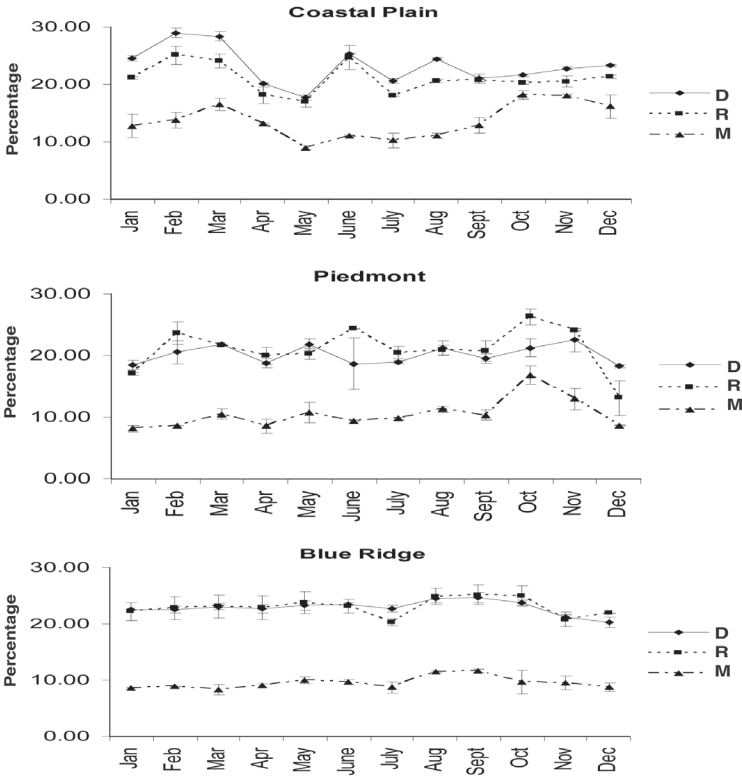 Coastal Plain
30.00
20.00
10.00
0.00
Percentage
Jan Feb Mar Apr May June July Aug Sept Oct Nov Dec
D
R
M
Piedmont
30.00
20.00
10.00
0.00
Percentage
Jan Feb Mar Apr May June July Aug Sept Oct Nov Dec
D
R
M
Blue Ridge
30.00
20.00
10.00
0.00
Percentage
Jan Feb Mar Apr May June July Aug Sept Oct Nov Dec
D
R
M